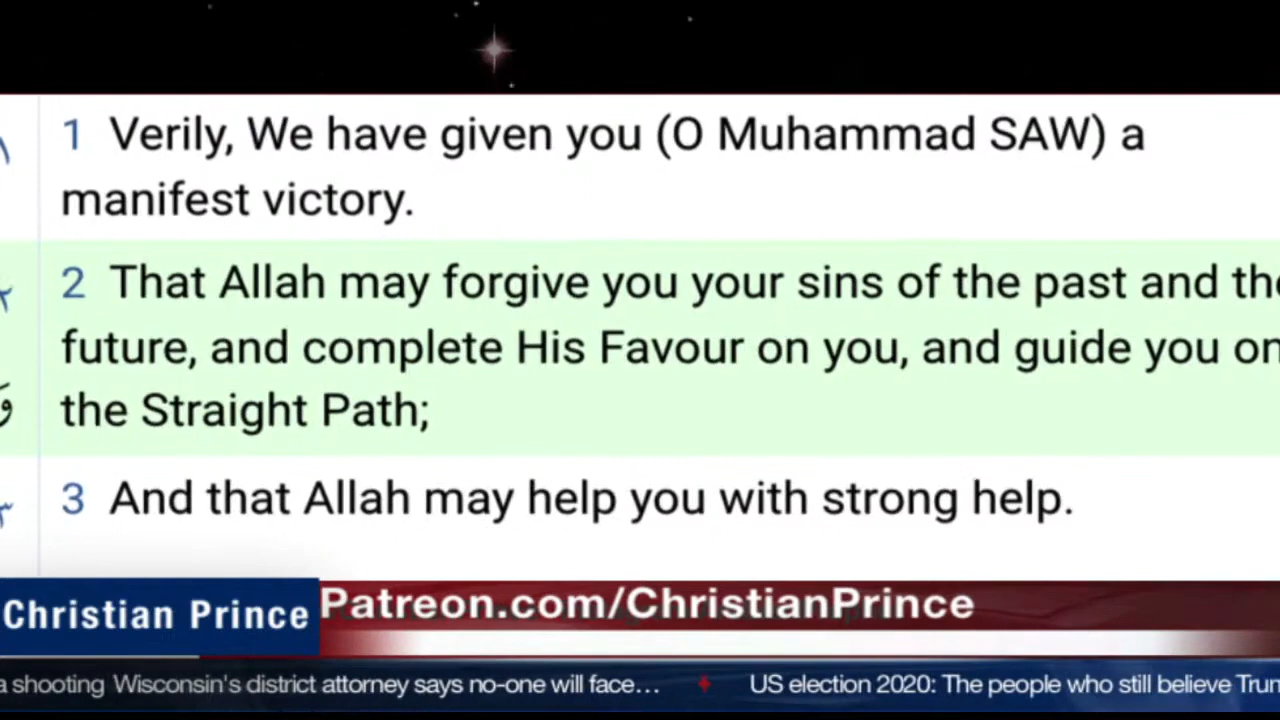 1 Verily, We have given you (O Muhammad SAW) a
manifest victory.
2 That Allah may forgive you your sins of the past and the
future, and complete His Favour on you, and guide you on
the Straight Path;
3 And that Allah may help you with strong help.
Christian Prince
Patreon.com/ChristianPrince
a shooting Wisconsin's district attorney says no-one will face... US election 2020: The people who still believe Trum